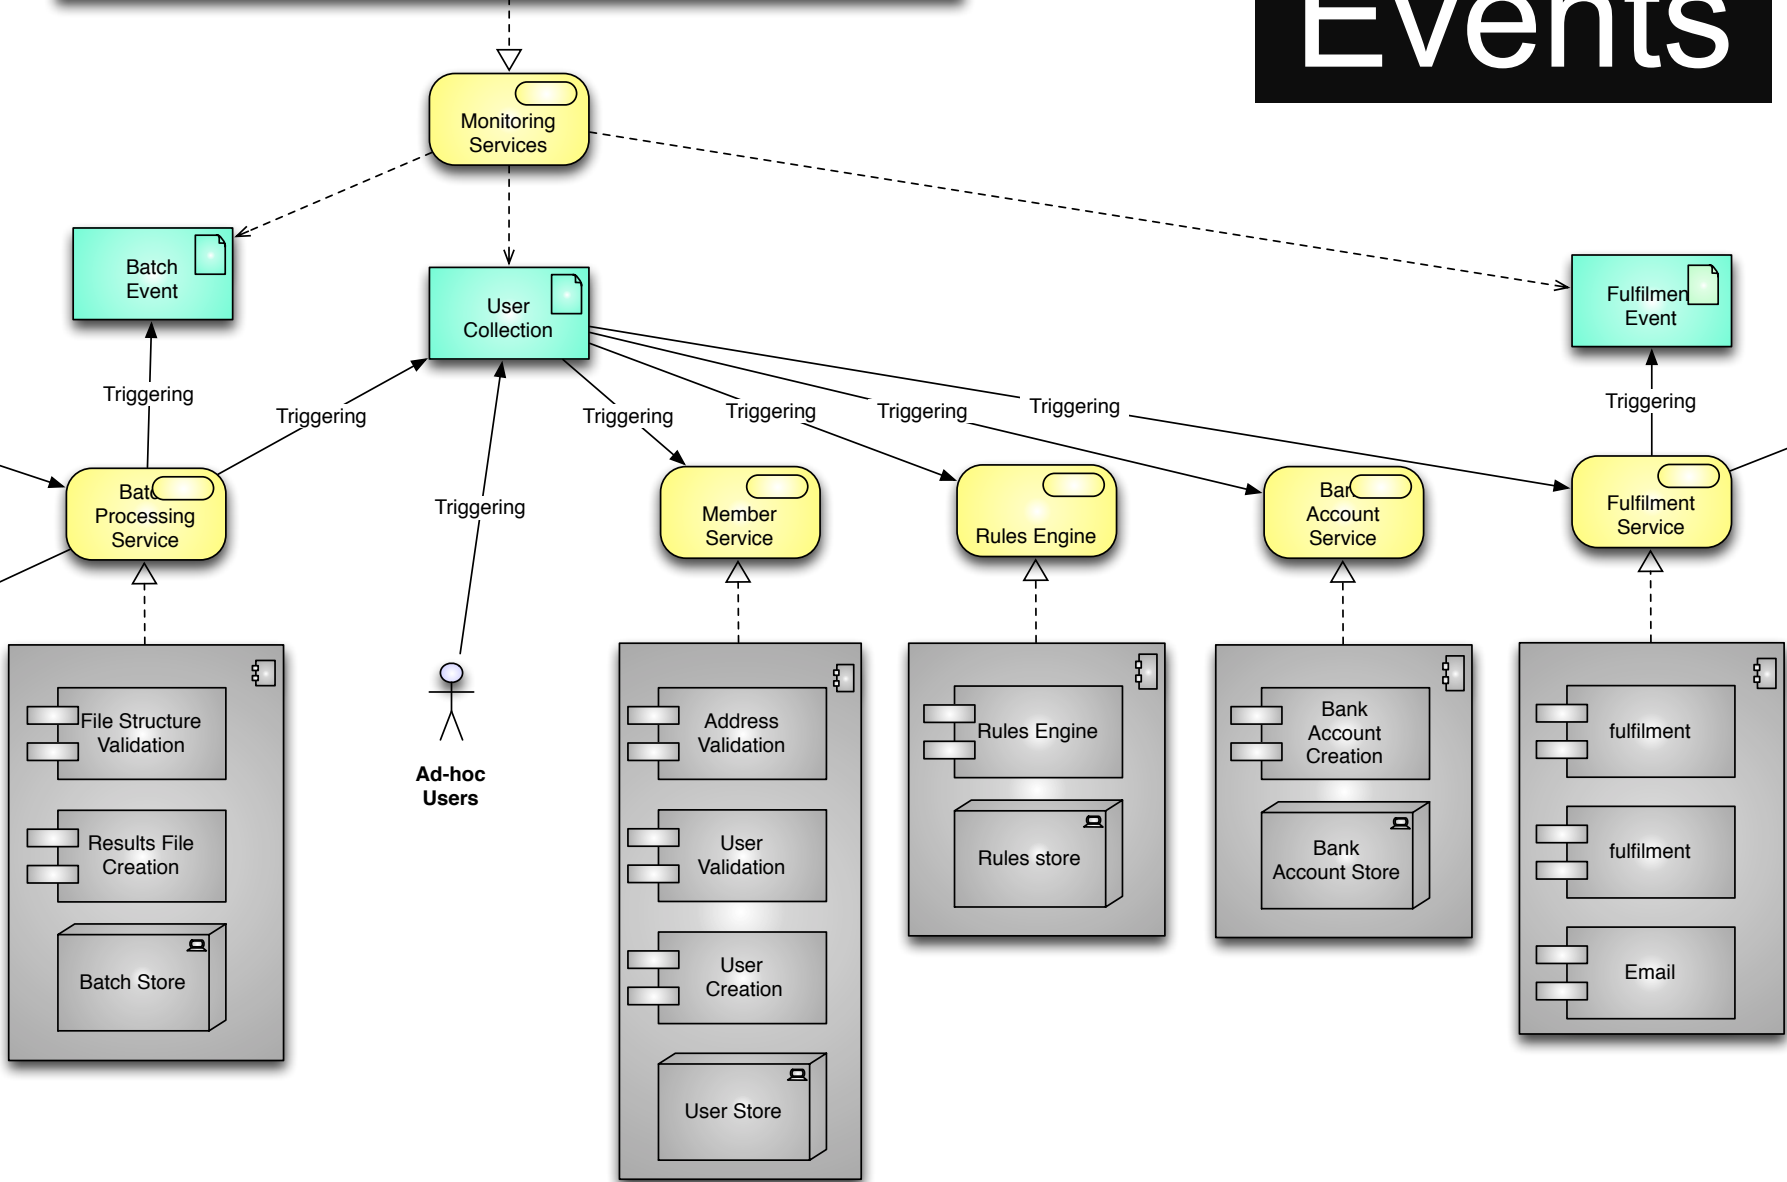 Events
Monitoring
Services
Batch
Event
User
Collection
Fulfilment
Event
Triggering
Triggering
Triggering
Triggering
Triggering
Triggering
Triggering
Triggering
Batch
Processing
Service
Member
Service
Rules Engine
Bank
Account
Service
Fulfilment
Service
File Structure
Validation
Results File
Creation
Batch Store
Ad-hoc
Users
Address
Validation
User
Validation
User
Creation
User Store
Rules Engine
Rules store
Bank
Account
Creation
Bank
Account Store
fulfilment
fulfilment
Email